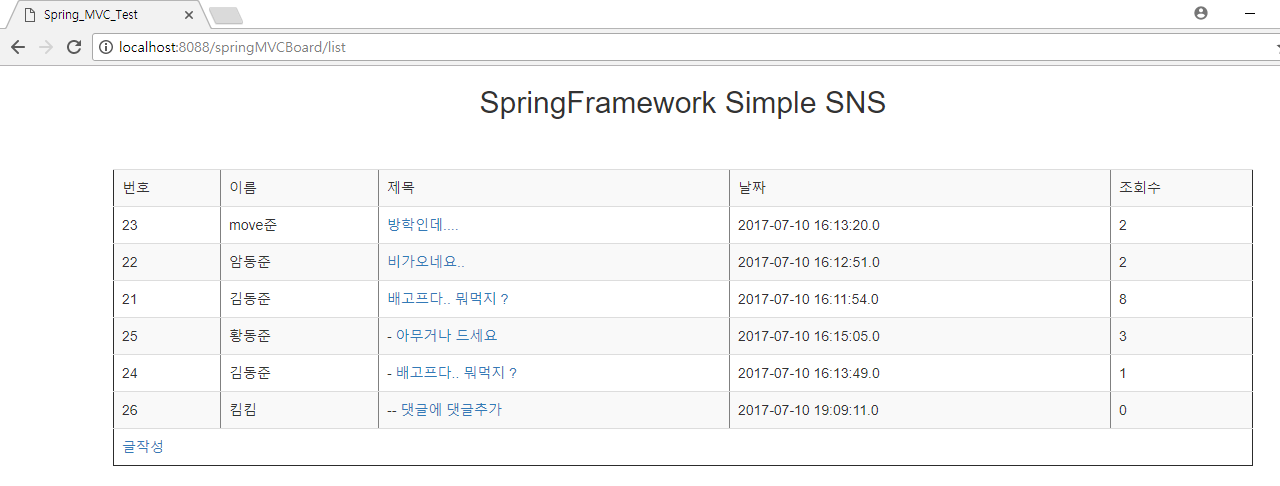 Spring_MVC_Test
localhost:8088/springMVCBoard/list
SpringFramework Simple SNS
번호 이름 제목 날짜 조회수
23 move준 방학인데.... 2017-07-10 16:13:20.0 2
22 암동준 비가오네요.. 2017-07-10 16:12:51.0 2
21 김동준 배고프다.. 뭐먹지 ? 2017-07-10 16:11:54.0 8
25 황동준 - 아무거나 드세요 2017-07-10 16:15:05.0 3
24 김동준 - 배고프다.. 뭐먹지 ? 2017-07-10 16:13:49.0 1
26 킴킴 -- 댓글에 댓글추가 2017-07-10 19:09:11.0 0
글작성